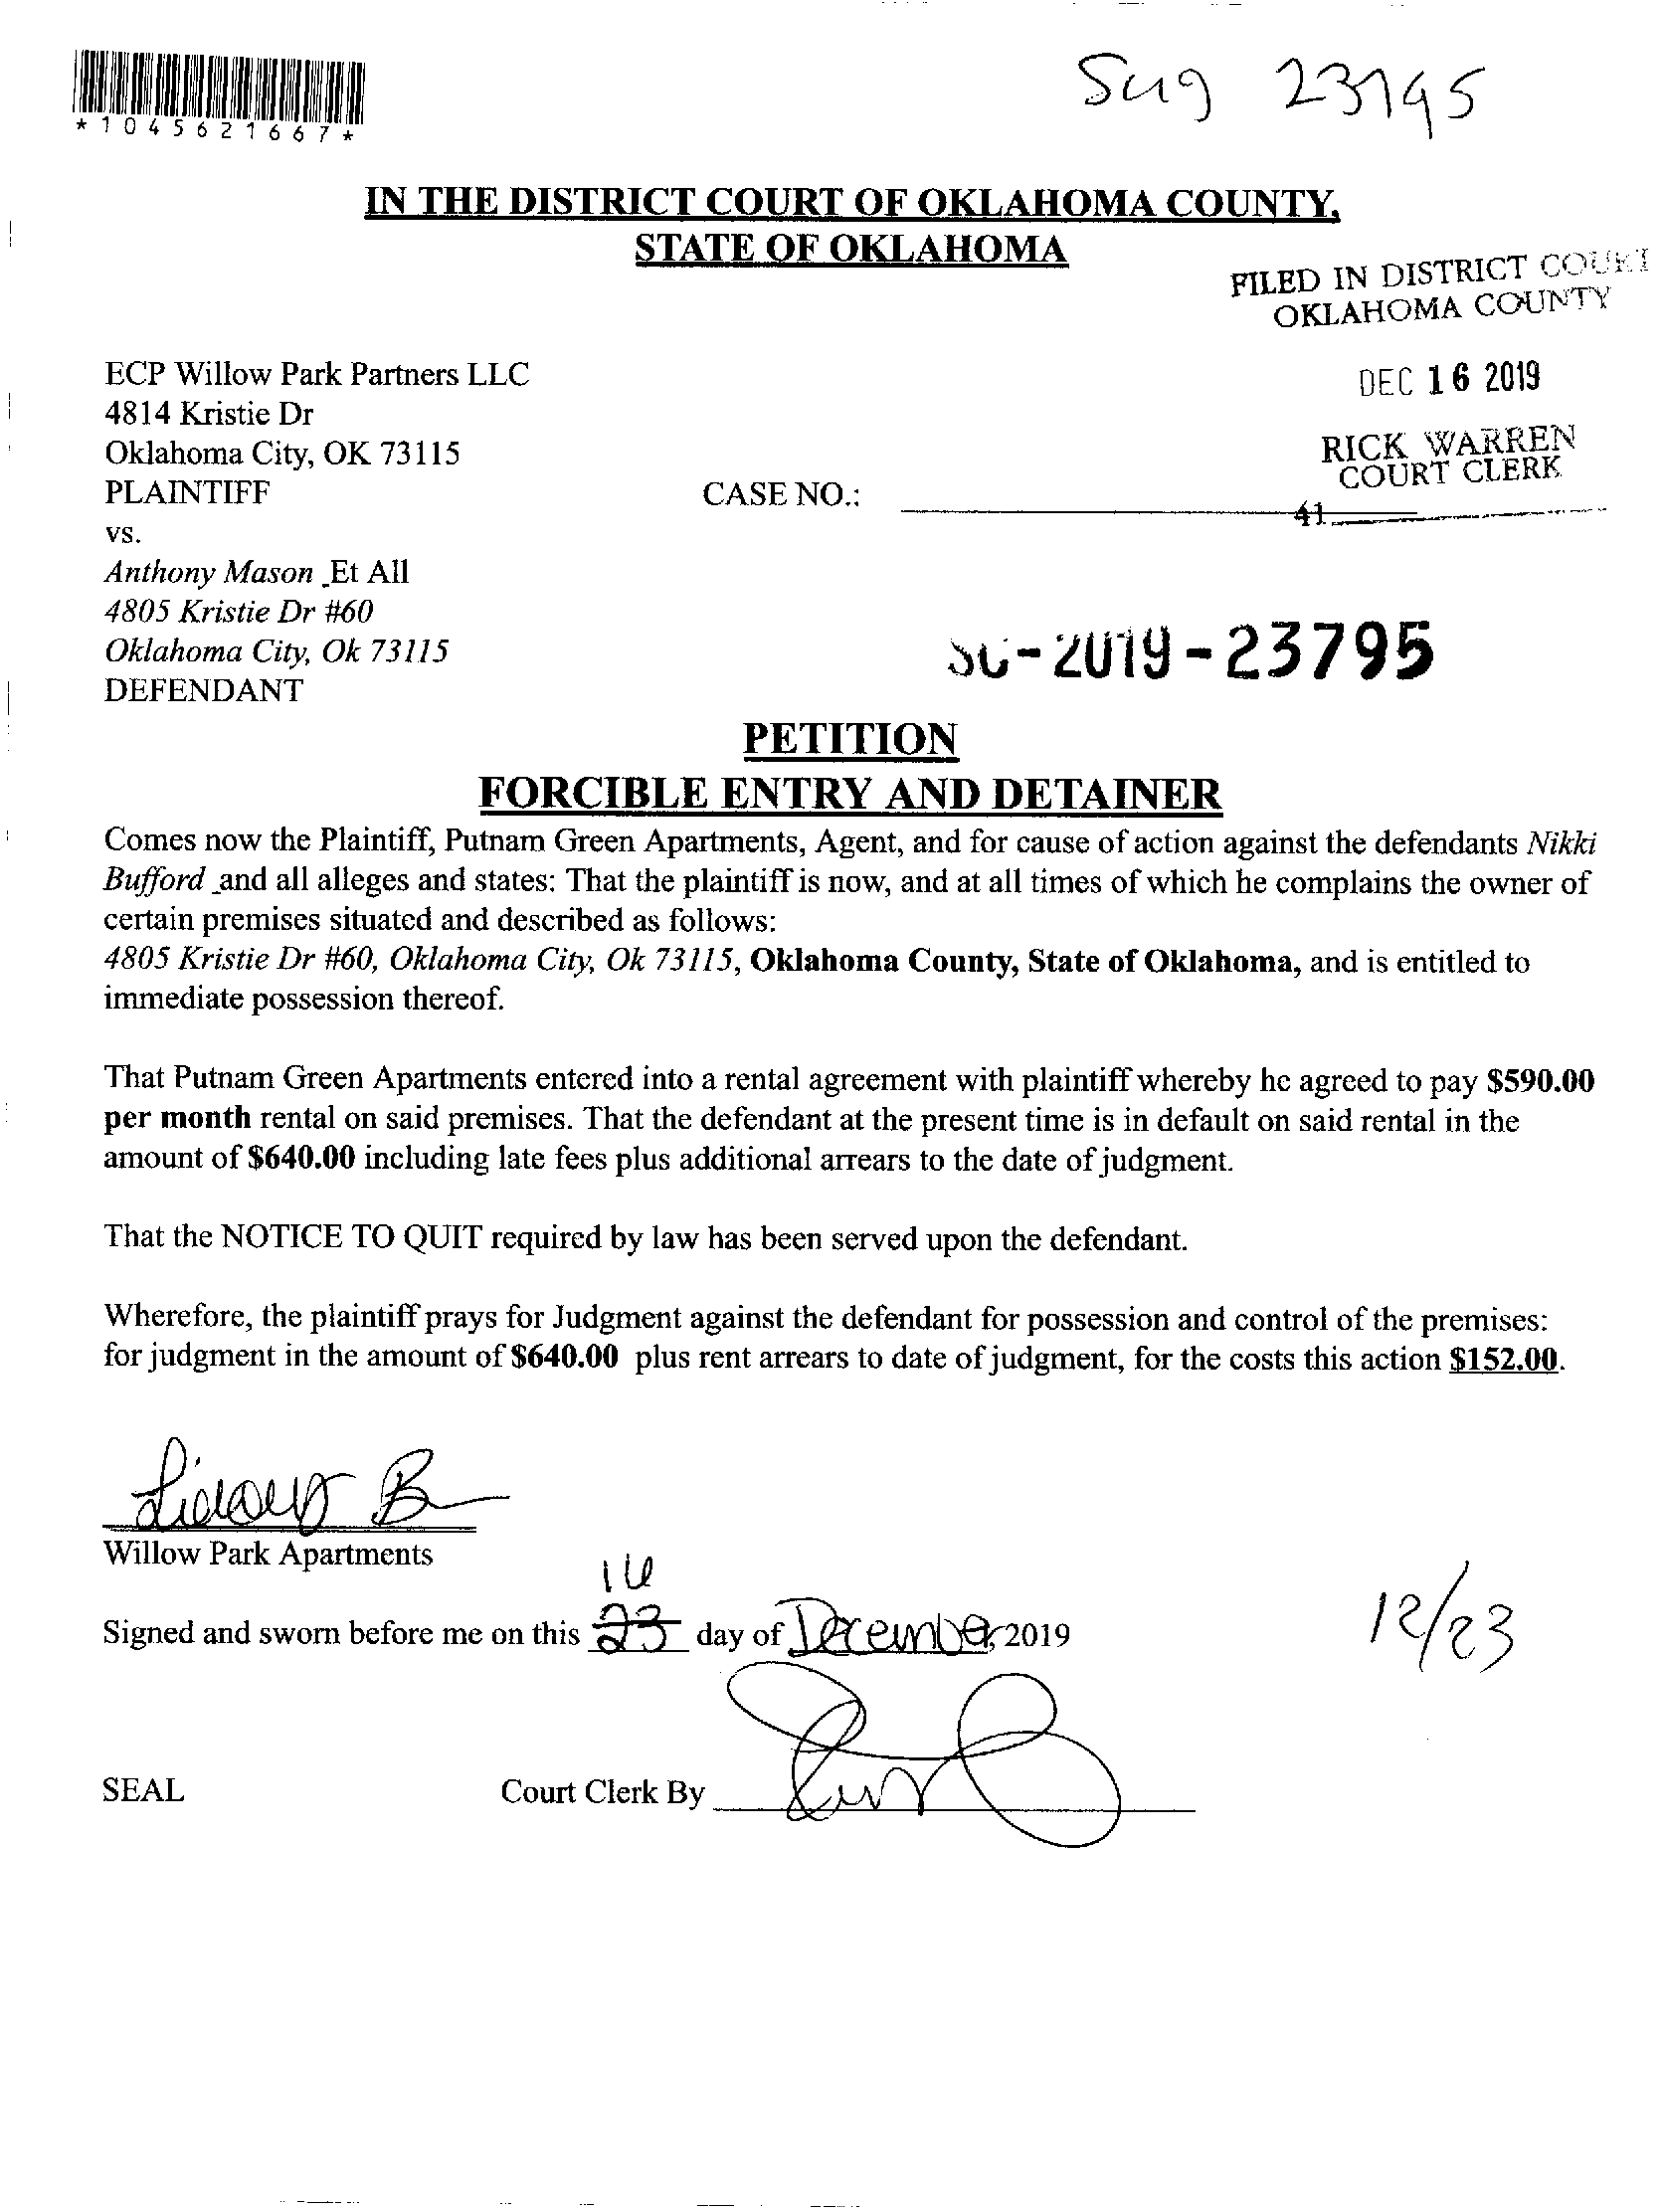 *1045621667*
23795
IN THE DISTRICT COURT OF OKLAHOMA COUNTY,
STATE OF OKLAHOMA
FILED IN DISTRICT COURT
OKLAHOMA COUNTY
DEC 16 2019
RICK WARREN
COURT CLERK
41
ECP Willow Park Partners LLC
4814 Kristie Dr
Oklahoma City, OK 73115
PLAINTIFF
CASE NO.:
vs.
Anthony Mason _Et All
4805 Kristie Dr #60
Oklahoma City, Ok 73115
DEFENDANT
SC-2019-23795
PETITION
FORCIBLE ENTRY AND DETAINER
Comes now the Plaintiff, Putnam Green Apartments, Agent, and for cause of action against the defendants Nikki
Bufford _and all alleges and states: That the plaintiff is now, and at all times of which he complains the owner of
certain premises situated and described as follows:
4805 Kristie Dr #60, Oklahoma City, Ok 73115, Oklahoma County, State of Oklahoma, and is entitled to
immediate possession thereof.
That Putnam Green Apartments entered into a rental agreement with plaintiff whereby he agreed to pay $590.00
per month rental on said premises. That the defendant at the present time is in default on said rental in the
amount of $640.00 including late fees plus additional arrears to the date of judgment.
That the NOTICE TO QUIT required by law has been served upon the defendant.
Wherefore, the plaintiff prays for Judgment against the defendant for possession and control of the premises:
for judgment in the amount of $640.00 plus rent arrears to date of judgment, for the costs this action $152.00.
Willow Park Apartments
16
Signed and sworn before me on this 23 day of December, 2019
12/23
SEAL
Court Clerk By